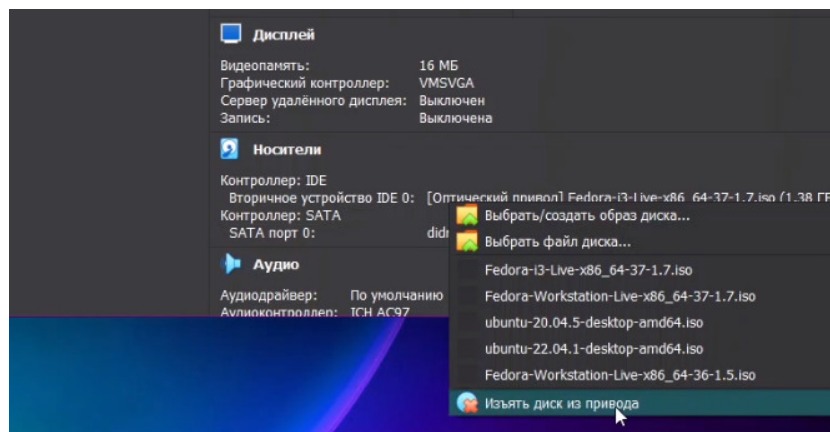 Дисплей
Видеопамять: 16 МБ
Графический контроллер: VMSVGA
Сервер удалённого дисплея: Выключен
Запись: Выключена
Носители
Контроллер: IDE
Вторичное устройство IDE 0: [Оптический привод] Fedora-i3-Live-x86_64-37-1.7.iso (1,38 ГБ
Контроллер: SATA
SATA порт 0: didr
Выбрать/создать образ диска...
Выбрать файл диска...
Fedora-i3-Live-x86_64-37-1.7.iso
Fedora-Workstation-Live-x86_64-37-1.7.iso
ubuntu-20.04.5-desktop-amd64.iso
ubuntu-22.04.1-desktop-amd64.iso
Fedora-Workstation-Live-x86_64-36-1.5.iso
Изъять диск из привода
Аудио
Аудиодрайвер: По умолчанию
Аудиоконтроллер: ICH AC97